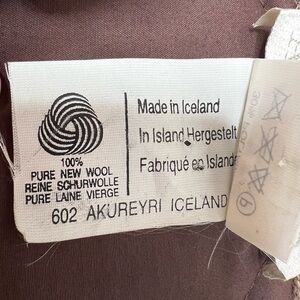 100%
PURE NEW WOOL
REINE SCHURWOLLE
PURE LAINE VIERGE
Made in Iceland
In Island Hergestelt
Fabriqué en Islande
602 AKUREYRI ICELAND